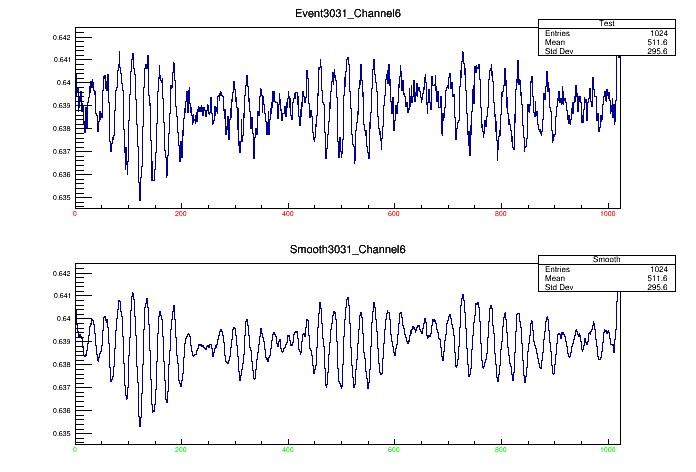 Event3031_Channel6
Test
Entries 1024
Mean 511.6
Std Dev 295.6
0.642
0.641
0.64
0.639
0.638
0.637
0.636
0.635
0 200 400 600 800 1000
Smooth3031_Channel6
Smooth
Entries 1024
Mean 511.6
Std Dev 295.6
0.642
0.641
0.64
0.639
0.638
0.637
0.636
0.635
0 200 400 600 800 1000